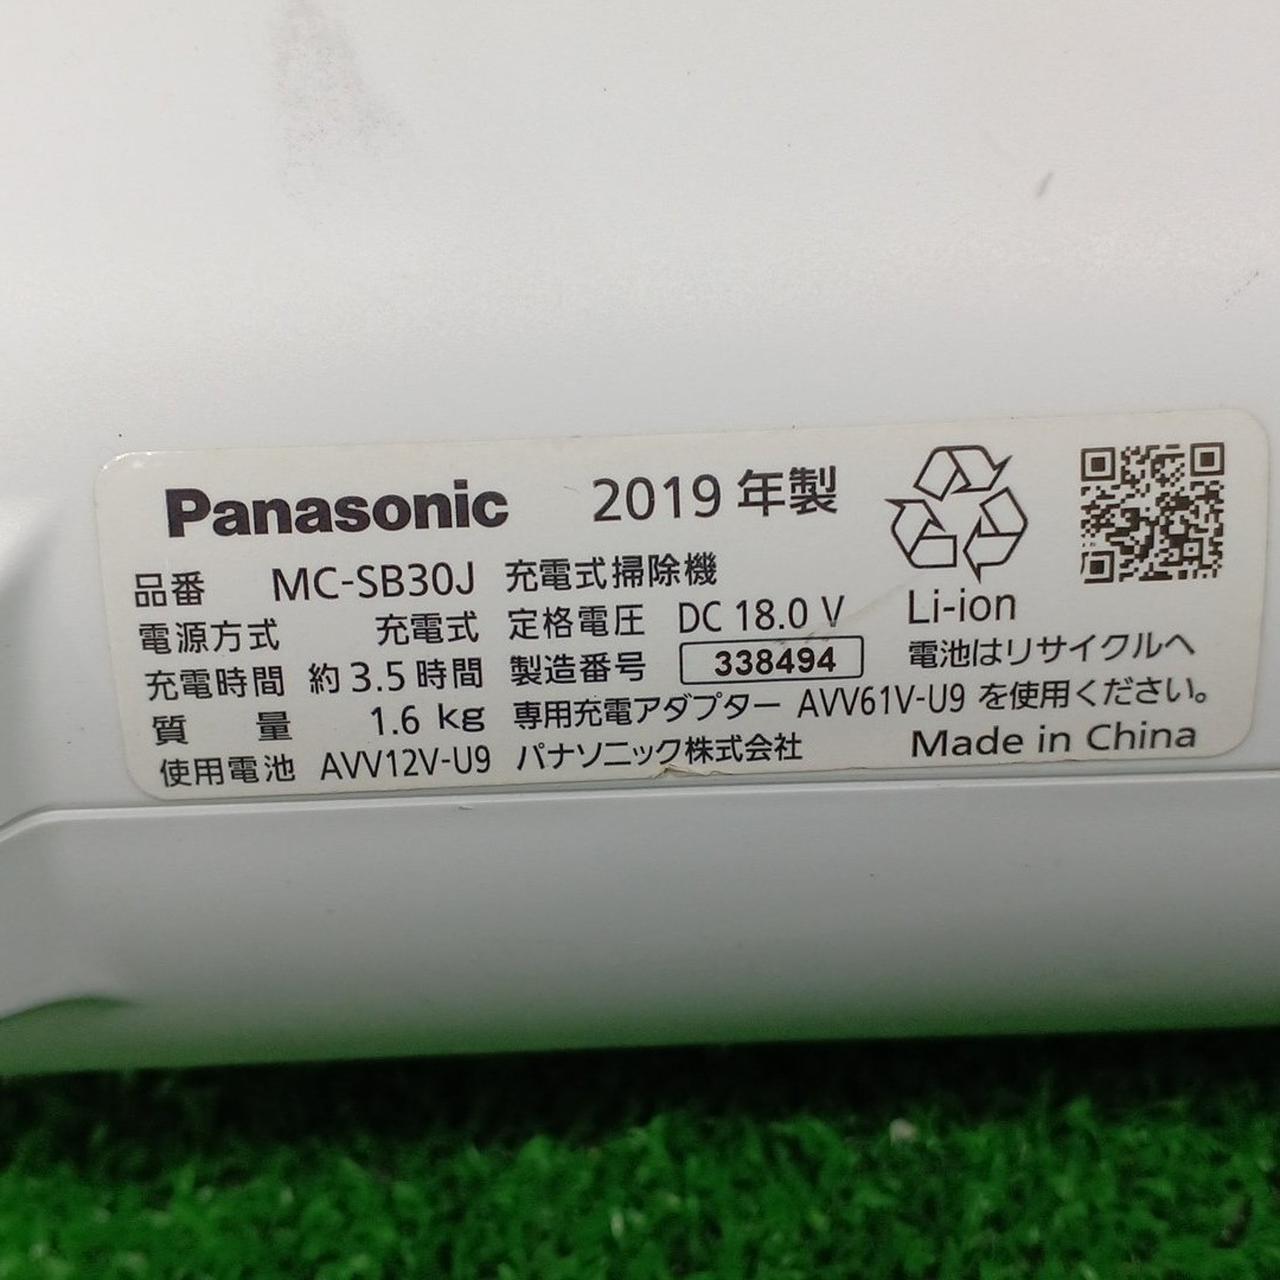 Panasonic 2019 年製
品番 MC-SB30J 充電式掃除機
電源方式 充電式 定格電圧 DC 18.0 V Li-ion
充電時間 約3.5時間 製造番号 338494 電池はリサイクルへ
質 量 1.6 kg 専用充電アダプター AVV61V-U9 を使用ください。
使用電池 AVV12V-U9 パナソニック株式会社 Made in China